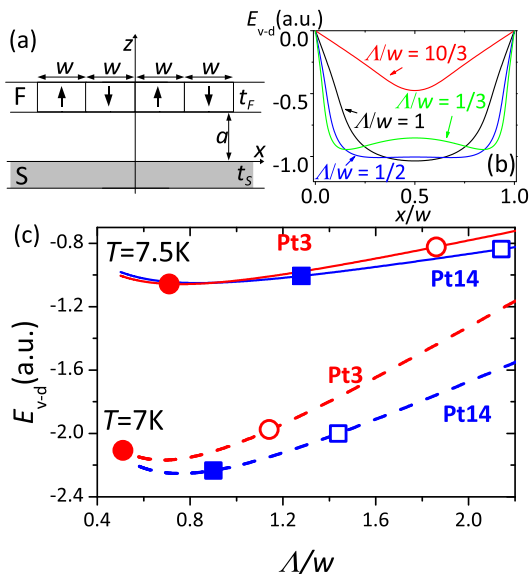 (a)
z
w w w w
F
t_F
a
x
S
t_S
E_v-d(a.u.)
0.0
-0.5
-1.0
Λ/w = 10/3
Λ/w = 1/3
Λ/w = 1
Λ/w = 1/2
(b)
0.0 0.5 1.0
x/w
(c)
-0.8
-1.2
-1.6
-2.0
-2.4
E_v-d(a.u.)
T=7.5K
Pt3
Pt14
Pt3
T=7K
Pt14
0.4 0.8 1.2 1.6 2.0
Λ/w